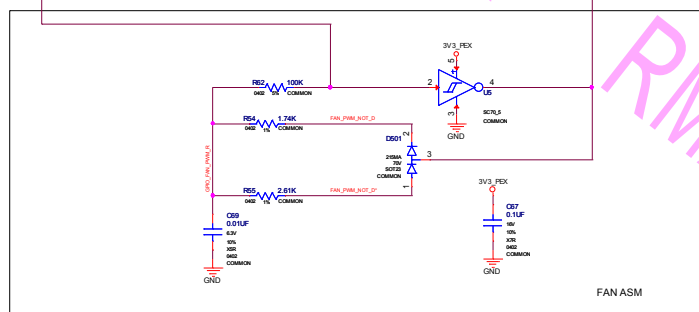 3V3_PEX
5
R62 100K
0402 5% COMMON
2
4
U5
3
SC70_5
COMMON
GND
R54 1.74K
0402 1% COMMON
FAN_PWM_NOT_D
2
D501
215MA
70V
SOT23
COMMON
3
1
GPIO_FAN_PWM_R
R55 2.61K
0402 1% COMMON
FAN_PWM_NOT_D*
3V3_PEX
C69
0.01UF
6.3V
10%
X5R
0402
COMMON
GND
C67
0.1UF
16V
10%
X7R
0402
COMMON
GND
FAN ASM
RM